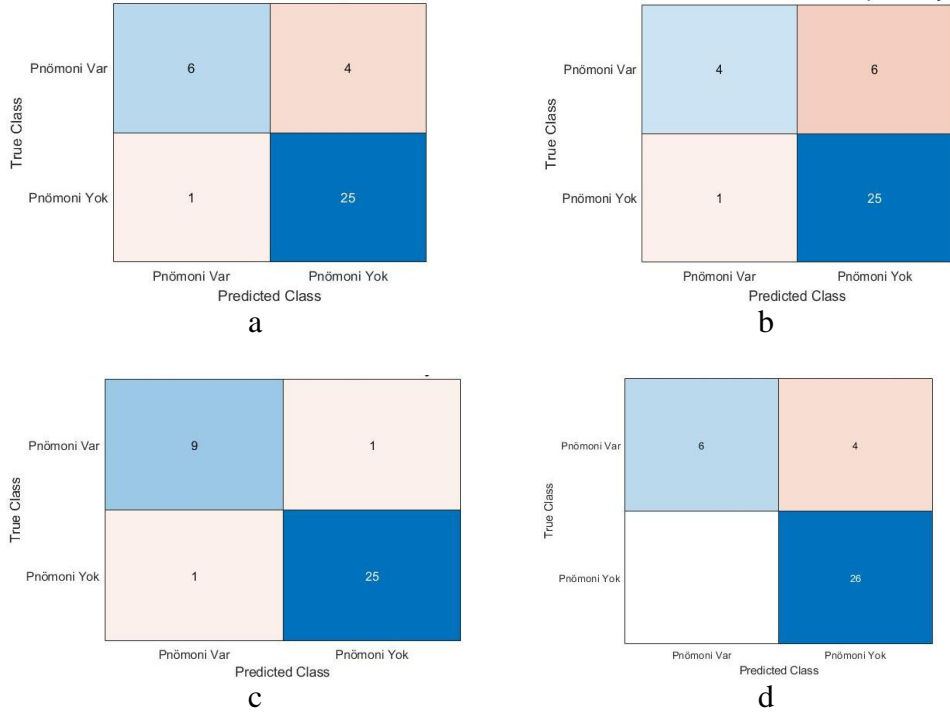 Pnömoni Var 6 4
Pnömoni Yok 1 25
True Class
Pnömoni Var Pnömoni Yok
Predicted Class
a
Pnömoni Var 4 6
Pnömoni Yok 1 25
True Class
Pnömoni Var Pnömoni Yok
Predicted Class
b
Pnömoni Var 9 1
Pnömoni Yok 1 25
True Class
Pnömoni Var Pnömoni Yok
Predicted Class
c
Pnömoni Var 6 4
Pnömoni Yok 26
True Class
Pnömoni Var Pnömoni Yok
Predicted Class
d